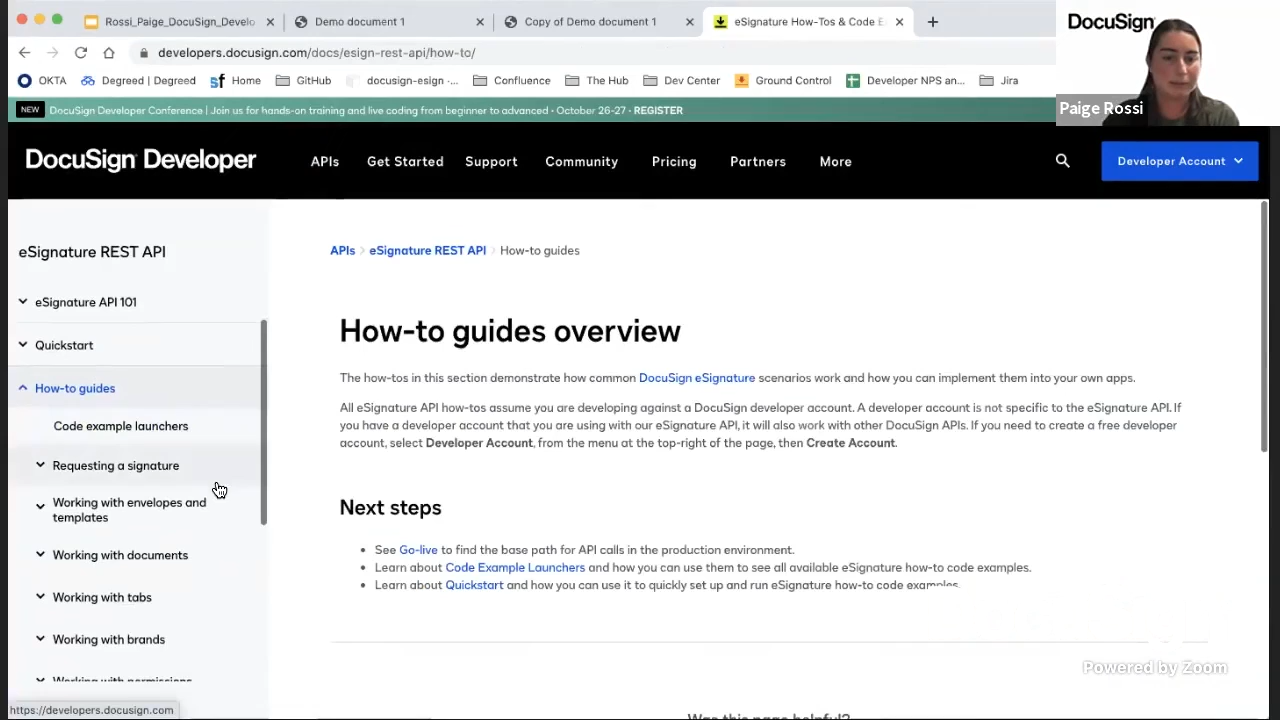 Rossi_Paige_DocuSign_Develo
Demo document 1
Copy of Demo document 1
eSignature How-Tos & Code E
DocuSign
developers.docusign.com/docs/esign-rest-api/how-to/
OKTA
Degreed | Degreed
Home
GitHub
docusign-esign ·...
Confluence
The Hub
Dev Center
Ground Control
Developer NPS an...
Jira
Paige Rossi
NEW
DocuSign Developer Conference | Join us for hands-on training and live coding from beginner to advanced • October 26-27 • REGISTER
DocuSign Developer
APIs
Get Started
Support
Community
Pricing
Partners
More
Developer Account
eSignature REST API
eSignature API 101
Quickstart
How-to guides
Code example launchers
Requesting a signature
Working with envelopes and
templates
Working with documents
Working with tabs
Working with brands
Working with permissions
https://developers.docusign.com
APIs > eSignature REST API > How-to guides
How-to guides overview
The how-tos in this section demonstrate how common DocuSign eSignature scenarios work and how you can implement them into your own apps.
All eSignature API how-tos assume you are developing against a DocuSign developer account. A developer account is not specific to the eSignature API. If
you have a developer account that you are using with our eSignature API, it will also work with other DocuSign APIs. If you need to create a free developer
account, select Developer Account, from the menu at the top-right of the page, then Create Account.
Next steps
• See Go-live to find the base path for API calls in the production environment.
• Learn about Code Example Launchers and how you can use them to see all available eSignature how-to code examples.
• Learn about Quickstart and how you can use it to quickly set up and run eSignature how-to code examples.
Powered by Zoom
Was this page helpful?